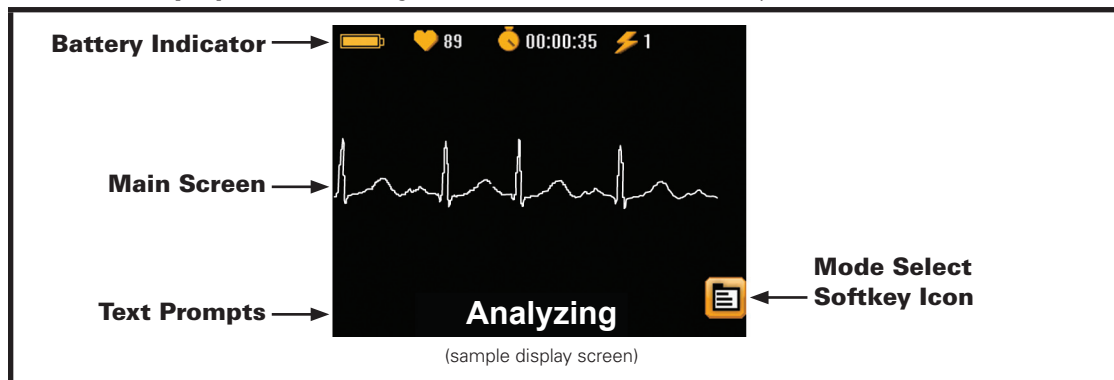 Battery Indicator
89 00:00:35 1
Main Screen
Mode Select
Softkey Icon
Text Prompts
Analyzing
(sample display screen)